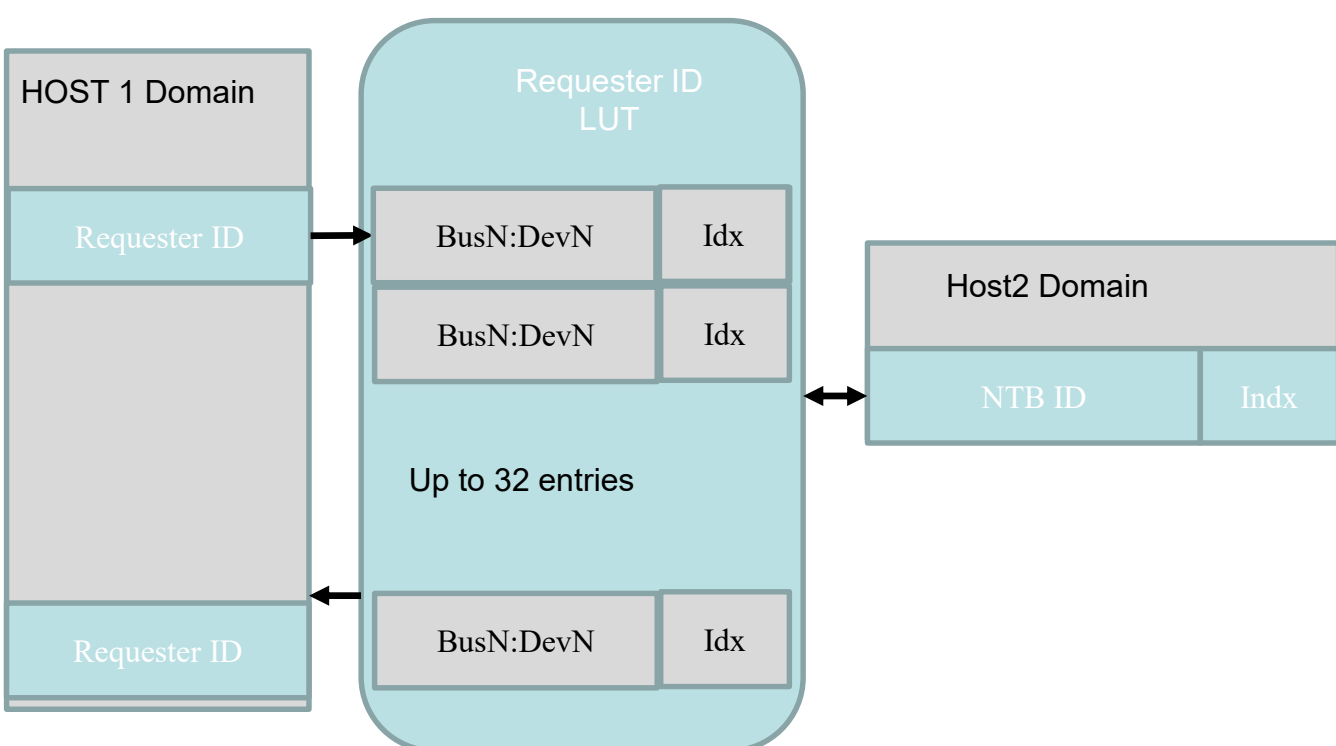 HOST 1 Domain
Requester ID
Requester ID
Requester ID
LUT
BusN:DevN
Idx
BusN:DevN
Idx
Up to 32 entries
BusN:DevN
Idx
Host2 Domain
NTB ID
Indx